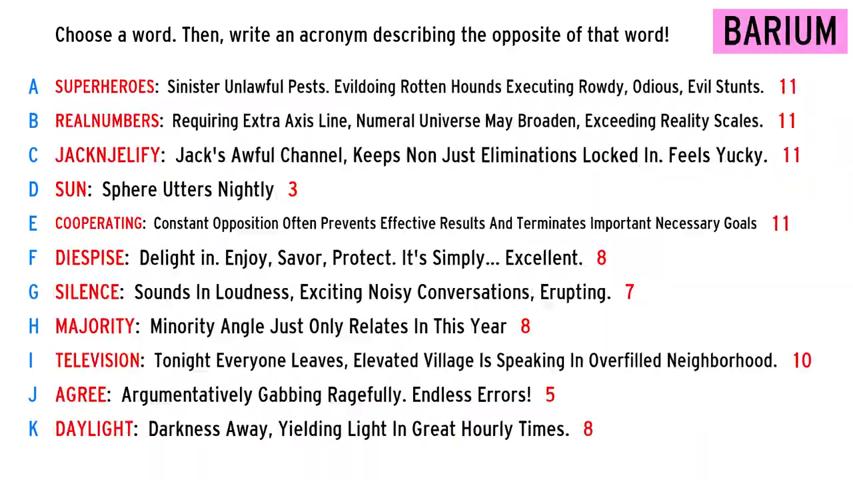 Choose a word. Then, write an acronym describing the opposite of that word!
BARIUM
A SUPERHEROES: Sinister Unlawful Pests. Evildoing Rotten Hounds Executing Rowdy, Odious, Evil Stunts. 11
B REALNUMBERS: Requiring Extra Axis Line, Numeral Universe May Broaden, Exceeding Reality Scales. 11
C JACKNJELIFY: Jack's Awful Channel, Keeps Non Just Eliminations Locked In. Feels Yucky. 11
D SUN: Sphere Utters Nightly 3
E COOPERATING: Constant Opposition Often Prevents Effective Results And Terminates Important Necessary Goals 11
F DIESPISE: Delight in. Enjoy, Savor, Protect. It's Simply... Excellent. 8
G SILENCE: Sounds In Loudness, Exciting Noisy Conversations, Erupting. 7
H MAJORITY: Minority Angle Just Only Relates In This Year 8
I TELEVISION: Tonight Everyone Leaves, Elevated Village Is Speaking In Overfilled Neighborhood. 10
J AGREE: Argumentatively Gabbing Ragefully. Endless Errors! 5
K DAYLIGHT: Darkness Away, Yielding Light In Great Hourly Times. 8